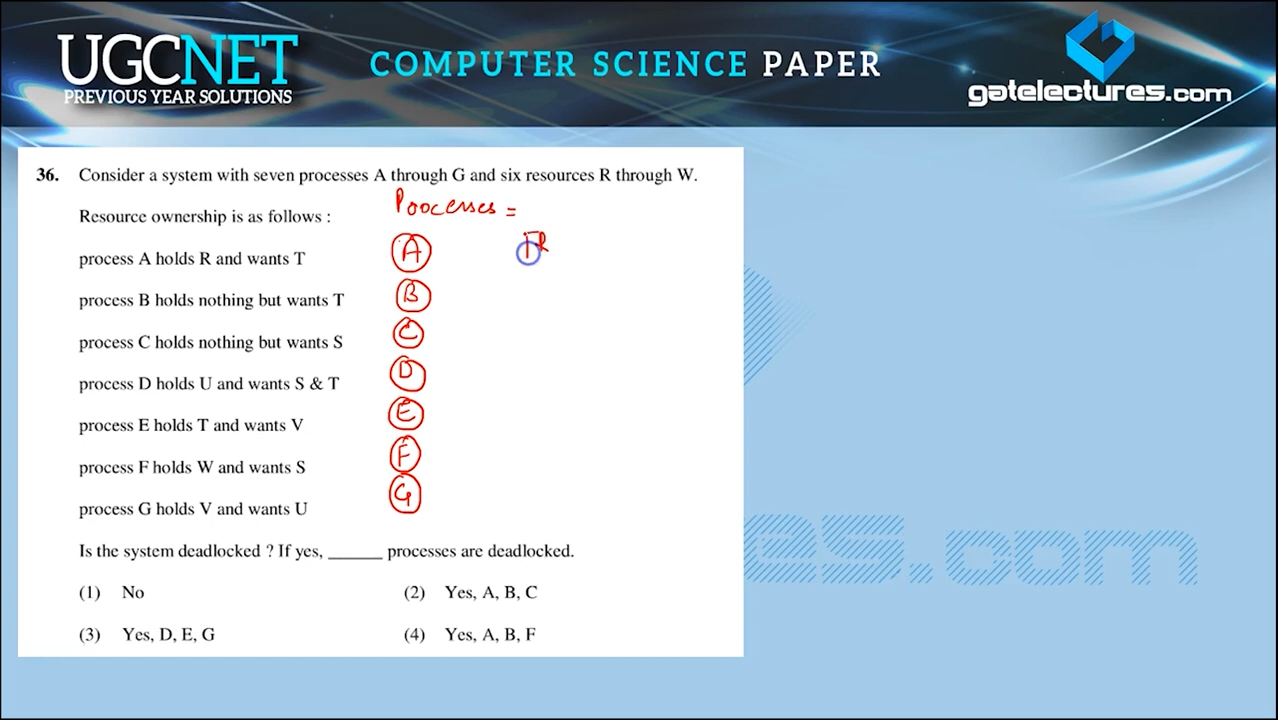 UGCNET
PREVIOUS YEAR SOLUTIONS
COMPUTER SCIENCE PAPER
gatelectures.com
36. Consider a system with seven processes A through G and six resources R through W.
Resource ownership is as follows :
process A holds R and wants T
process B holds nothing but wants T
process C holds nothing but wants S
process D holds U and wants S & T
process E holds T and wants V
process F holds W and wants S
process G holds V and wants U
Is the system deadlocked ? If yes, ______ processes are deadlocked.
(1) No (2) Yes, A, B, C
(3) Yes, D, E, G (4) Yes, A, B, F
Processes =
A
B
C
D
E
F
G
R
es.com